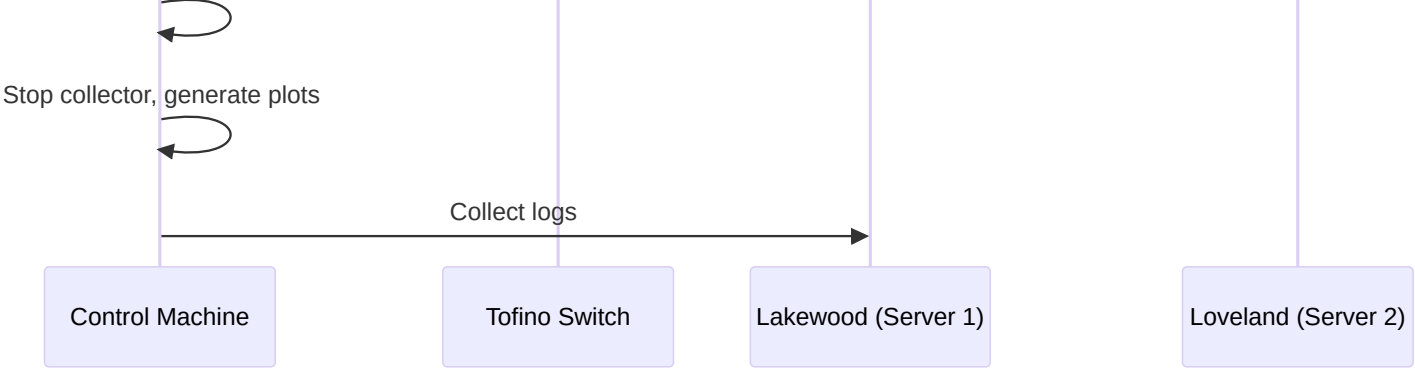 Stop collector, generate plots
Collect logs
Control Machine
Tofino Switch
Lakewood (Server 1)
Loveland (Server 2)